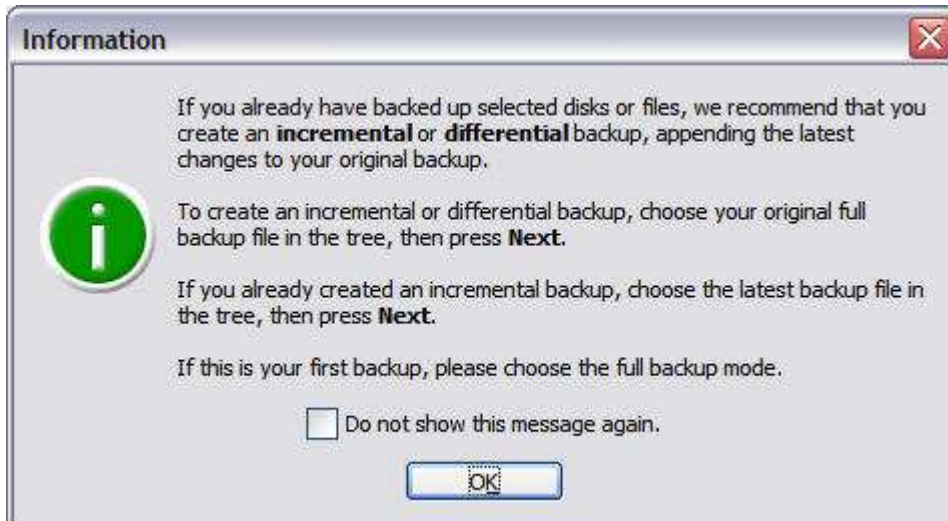 Information
If you already have backed up selected disks or files, we recommend that you
create an incremental or differential backup, appending the latest
changes to your original backup.
To create an incremental or differential backup, choose your original full
backup file in the tree, then press Next.
If you already created an incremental backup, choose the latest backup file in
the tree, then press Next.
If this is your first backup, please choose the full backup mode.
Do not show this message again.
OK